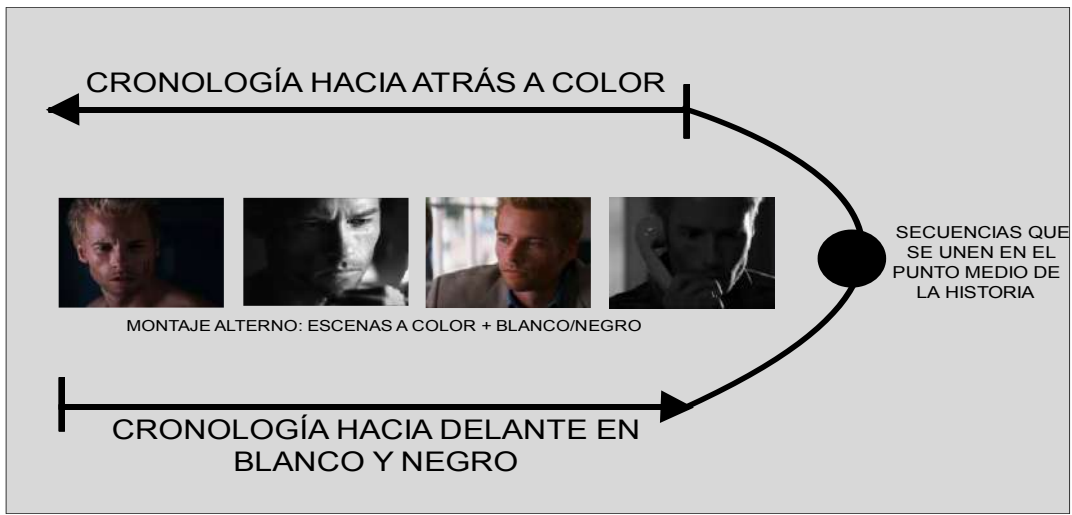 CRONOLOGÍA HACIA ATRÁS A COLOR
SECUENCIAS QUE
SE UNEN EN EL
PUNTO MEDIO DE
LA HISTORIA
MONTAJE ALTERNO: ESCENAS A COLOR + BLANCO/NEGRO
CRONOLOGÍA HACIA DELANTE EN
BLANCO Y NEGRO